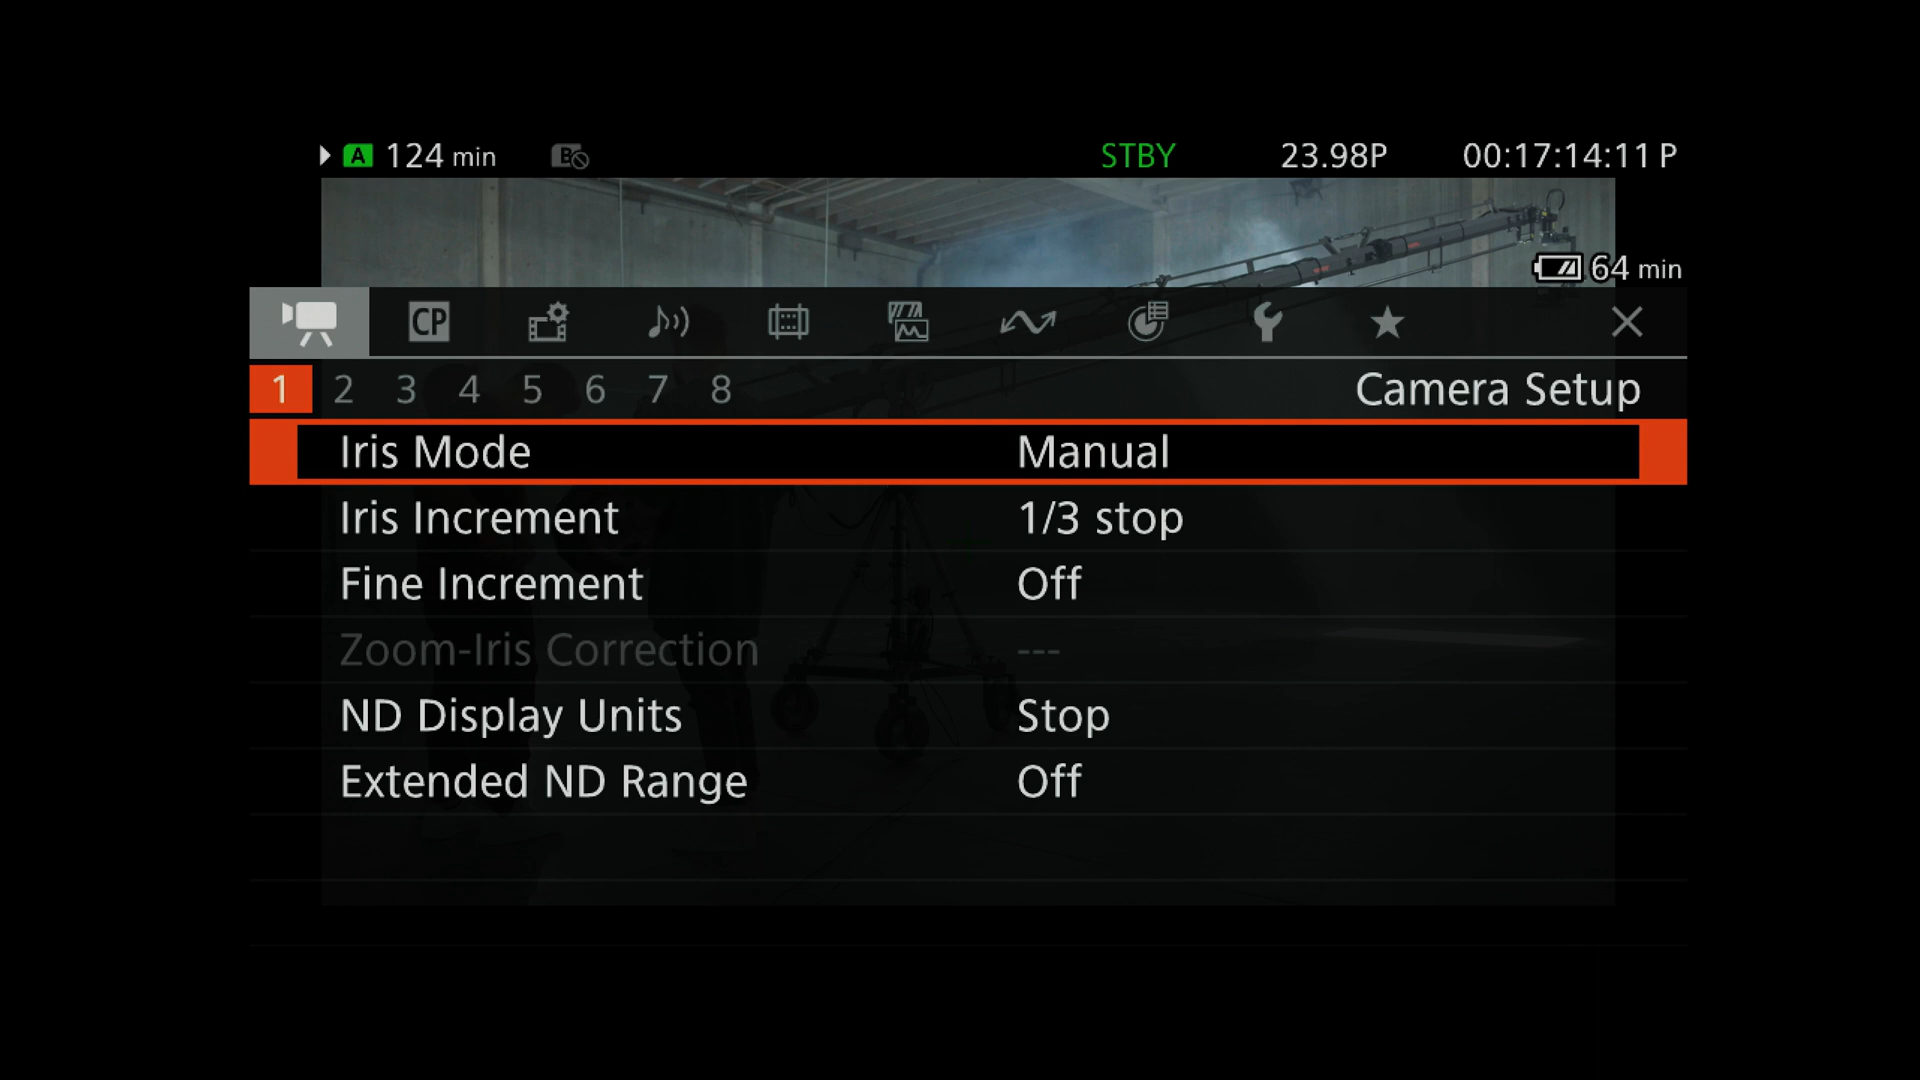 A 124 min B STBY 23.98P 00:17:14:11 P
64 min
CP
1 2 3 4 5 6 7 8 Camera Setup
Iris Mode Manual
Iris Increment 1/3 stop
Fine Increment Off
Zoom-Iris Correction ---
ND Display Units Stop
Extended ND Range Off